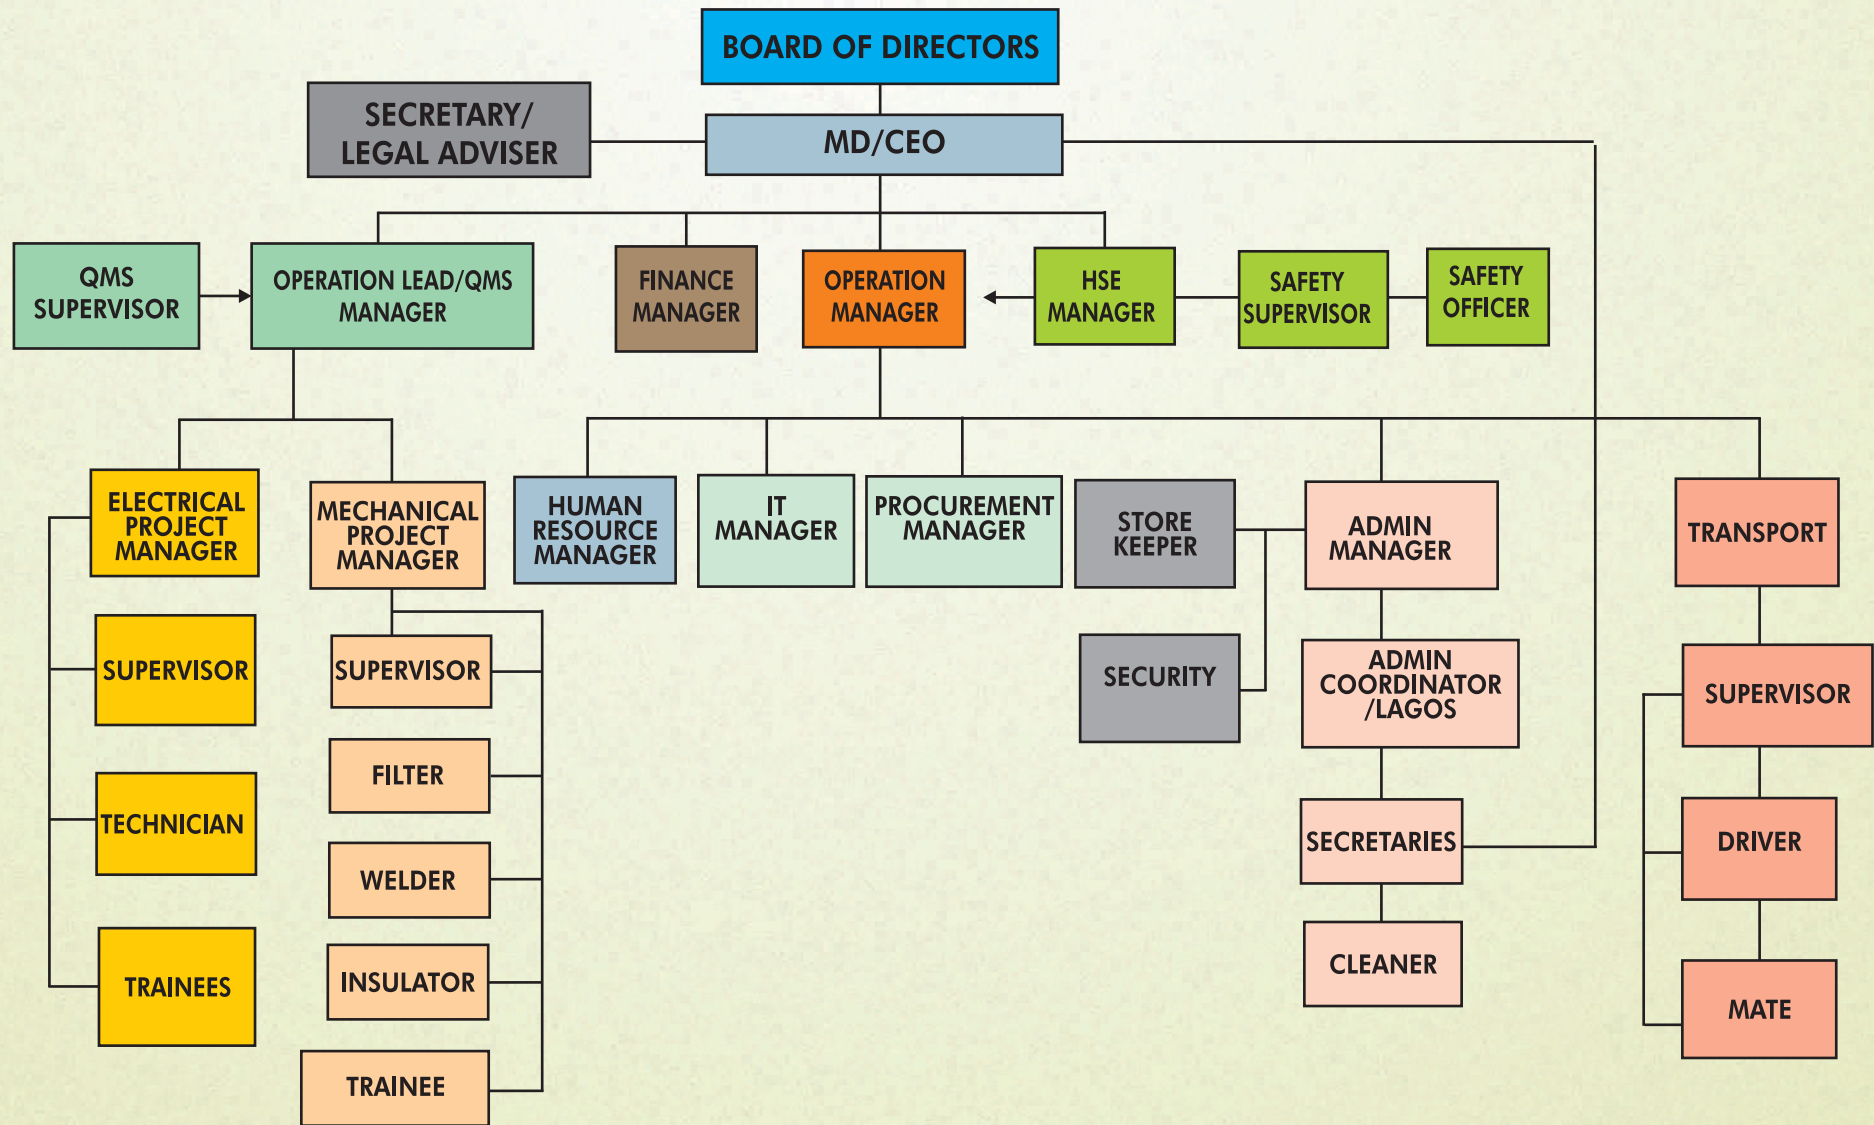 BOARD OF DIRECTORS
SECRETARY/
LEGAL ADVISER
MD/CEO
QMS
SUPERVISOR
OPERATION LEAD/QMS
MANAGER
FINANCE
MANAGER
OPERATION
MANAGER
HSE
MANAGER
SAFETY
SUPERVISOR
SAFETY
OFFICER
ELECTRICAL
PROJECT
MANAGER
MECHANICAL
PROJECT
MANAGER
HUMAN
RESOURCE
MANAGER
IT
MANAGER
PROCUREMENT
MANAGER
STORE
KEEPER
ADMIN
MANAGER
TRANSPORT
SUPERVISOR
SUPERVISOR
SECURITY
ADMIN
COORDINATOR
/LAGOS
SUPERVISOR
TECHNICIAN
FILTER
WELDER
SECRETARIES
DRIVER
TRAINEES
INSULATOR
CLEANER
MATE
TRAINEE